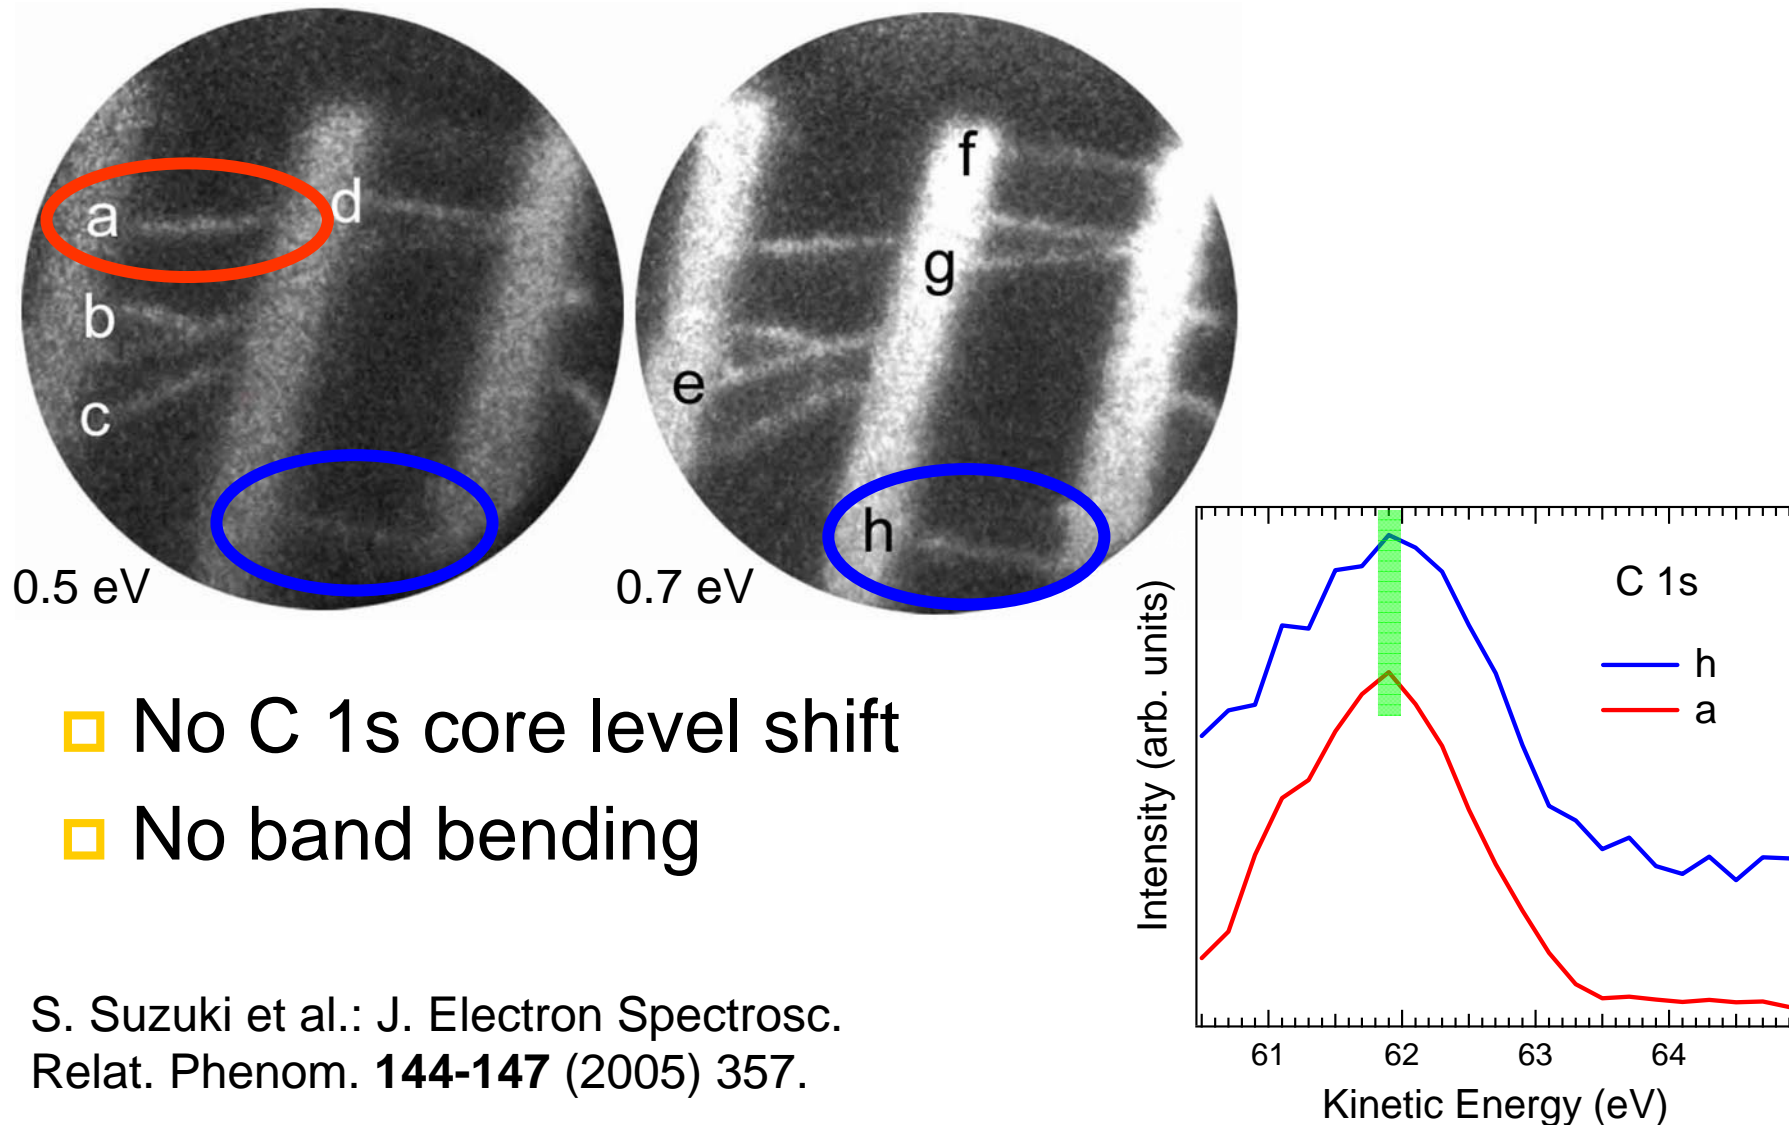 a
d
b
c
0.5 eV
f
g
e
h
0.7 eV
No C 1s core level shift
No band bending
S. Suzuki et al.: J. Electron Spectrosc.
Relat. Phenom. 144-147 (2005) 357.
C 1s
h
a
Intensity (arb. units)
61 62 63 64
Kinetic Energy (eV)